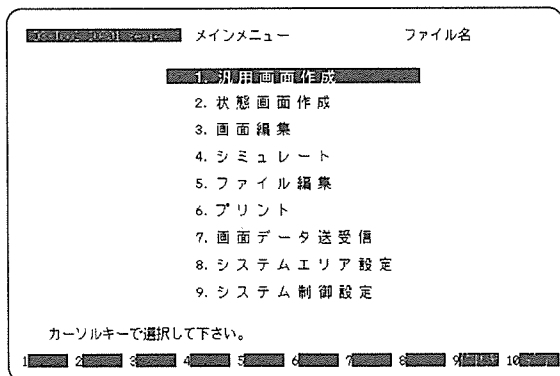 メインメニュー ファイル名
1. 汎用画面作成
2. 状態画面作成
3. 画面編集
4. シミュレート
5. ファイル編集
6. プリント
7. 画面データ送受信
8. システムエリア設定
9. システム制御設定
カーソルキーで選択して下さい。
1 2 3 4 5 6 7 8 9 10